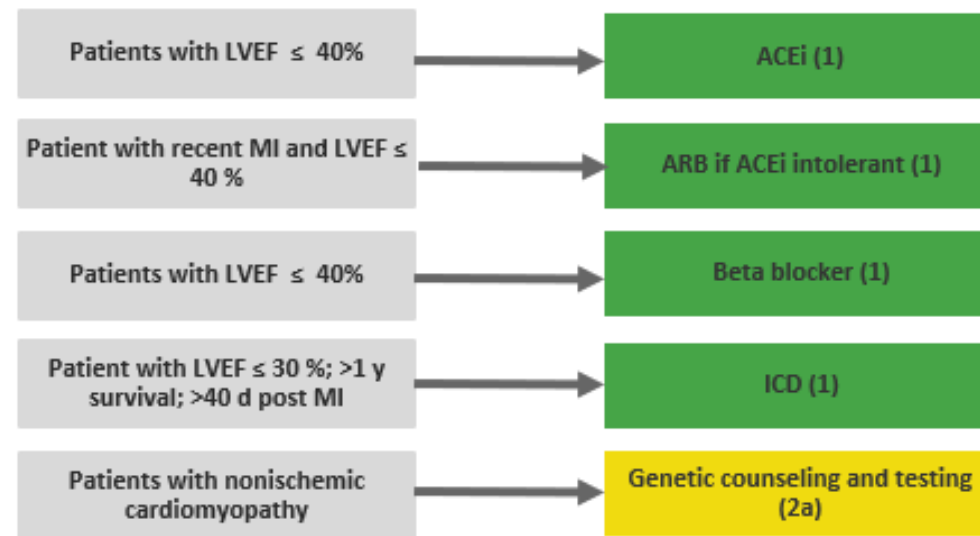 Patients with LVEF ≤ 40%
ACEi (1)
Patient with recent MI and LVEF ≤
40 %
ARB if ACEi intolerant (1)
Patients with LVEF ≤ 40%
Beta blocker (1)
Patient with LVEF ≤ 30 %; >1 y
survival; >40 d post MI
ICD (1)
Patients with nonischemic
cardiomyopathy
Genetic counseling and testing
(2a)